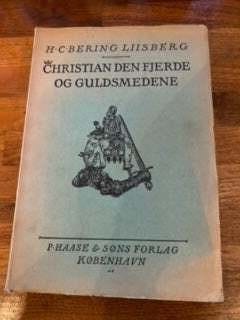 H·C·BERING LIISBERG
CHRISTIAN DEN FJERDE
OG GULDSMEDENE
P·HAASE & SØNS FORLAG
KØBENHAVN